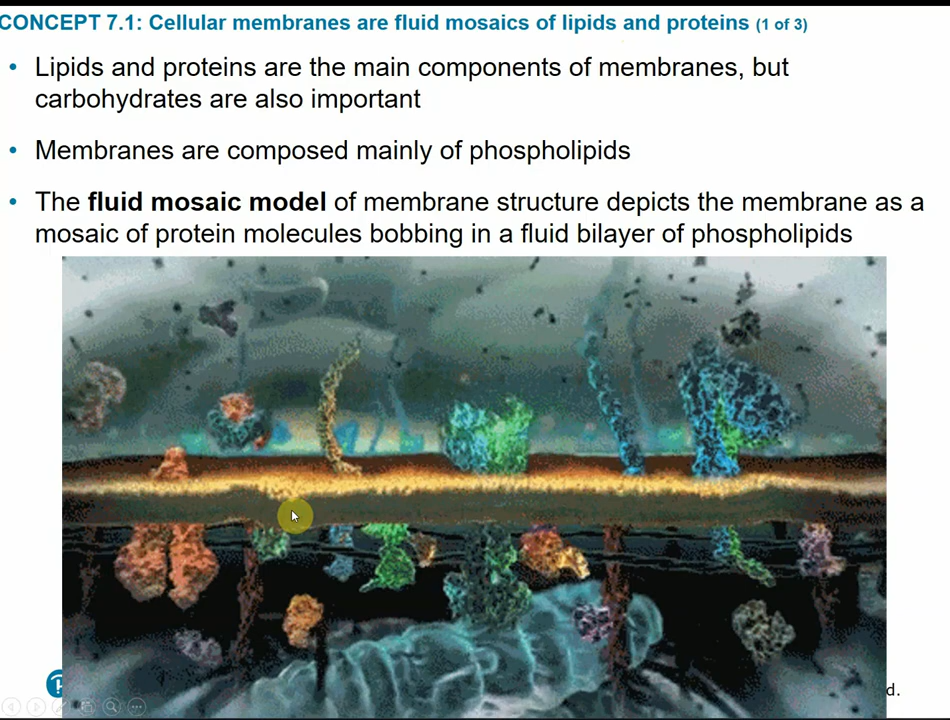 CONCEPT 7.1: Cellular membranes are fluid mosaics of lipids and proteins (1 of 3)
• Lipids and proteins are the main components of membranes, but
carbohydrates are also important
• Membranes are composed mainly of phospholipids
• The fluid mosaic model of membrane structure depicts the membrane as a
mosaic of protein molecules bobbing in a fluid bilayer of phospholipids
d.